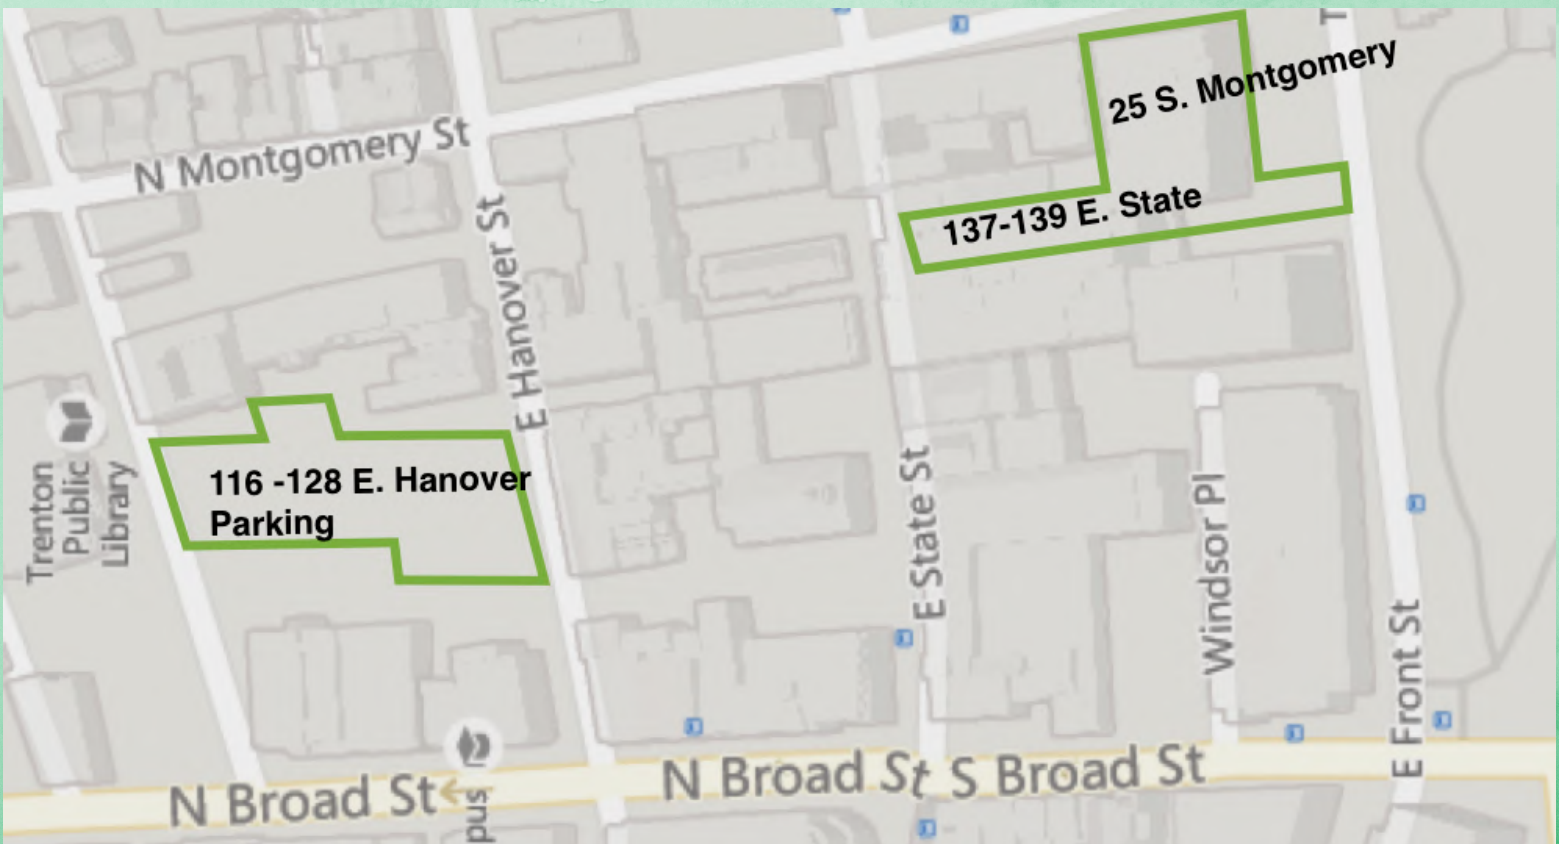 T
25 S. Montgomery
N Montgomery St
137-139 E. State
E Hanover St
116 -128 E. Hanover
Parking
Trenton
Public
Library
E State St
Windsor Pl
E Front St
N Broad St
N Broad St
S Broad St
pus